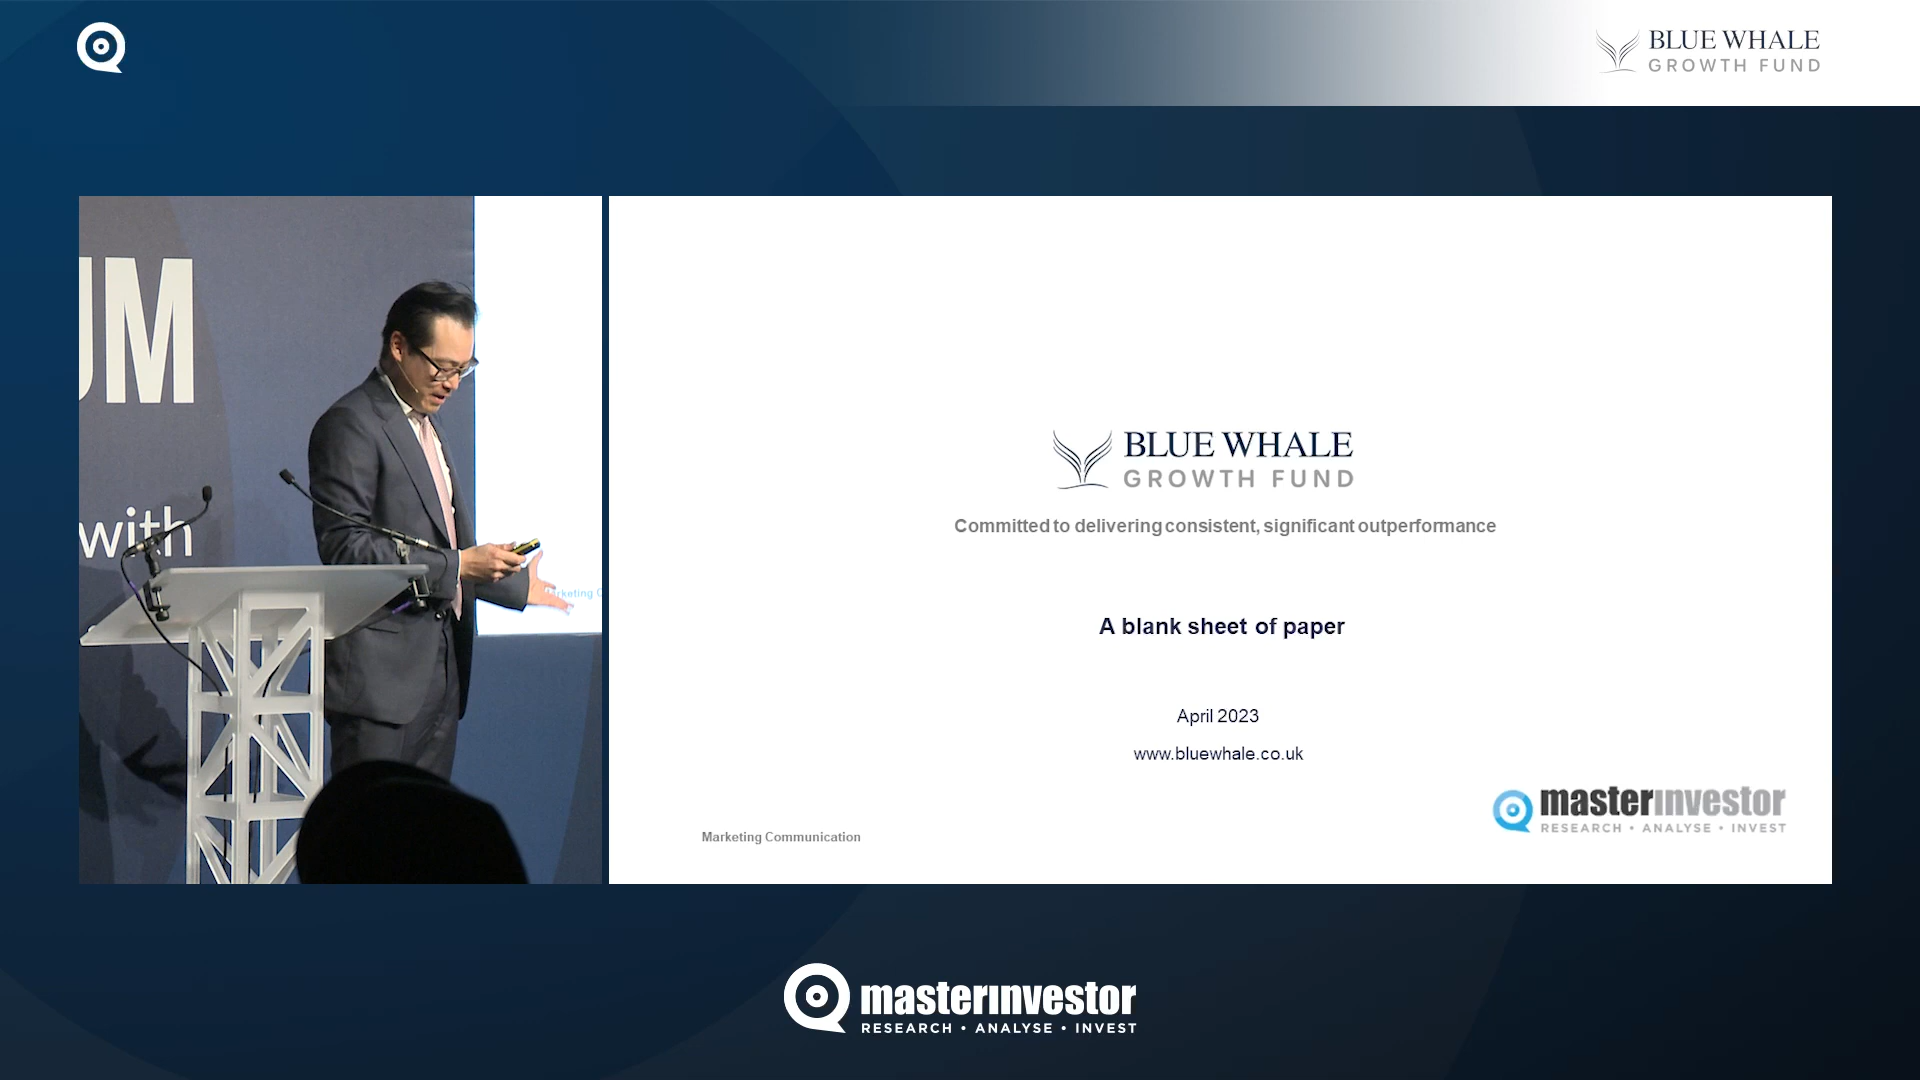 BLUE WHALE
GROWTH FUND
UM
with
BLUE WHALE
GROWTH FUND
Committed to delivering consistent, significant outperformance
A blank sheet of paper
April 2023
www.bluewhale.co.uk
masterinvestor
RESEARCH • ANALYSE • INVEST
Marketing Communication
masterinvestor
RESEARCH • ANALYSE • INVEST